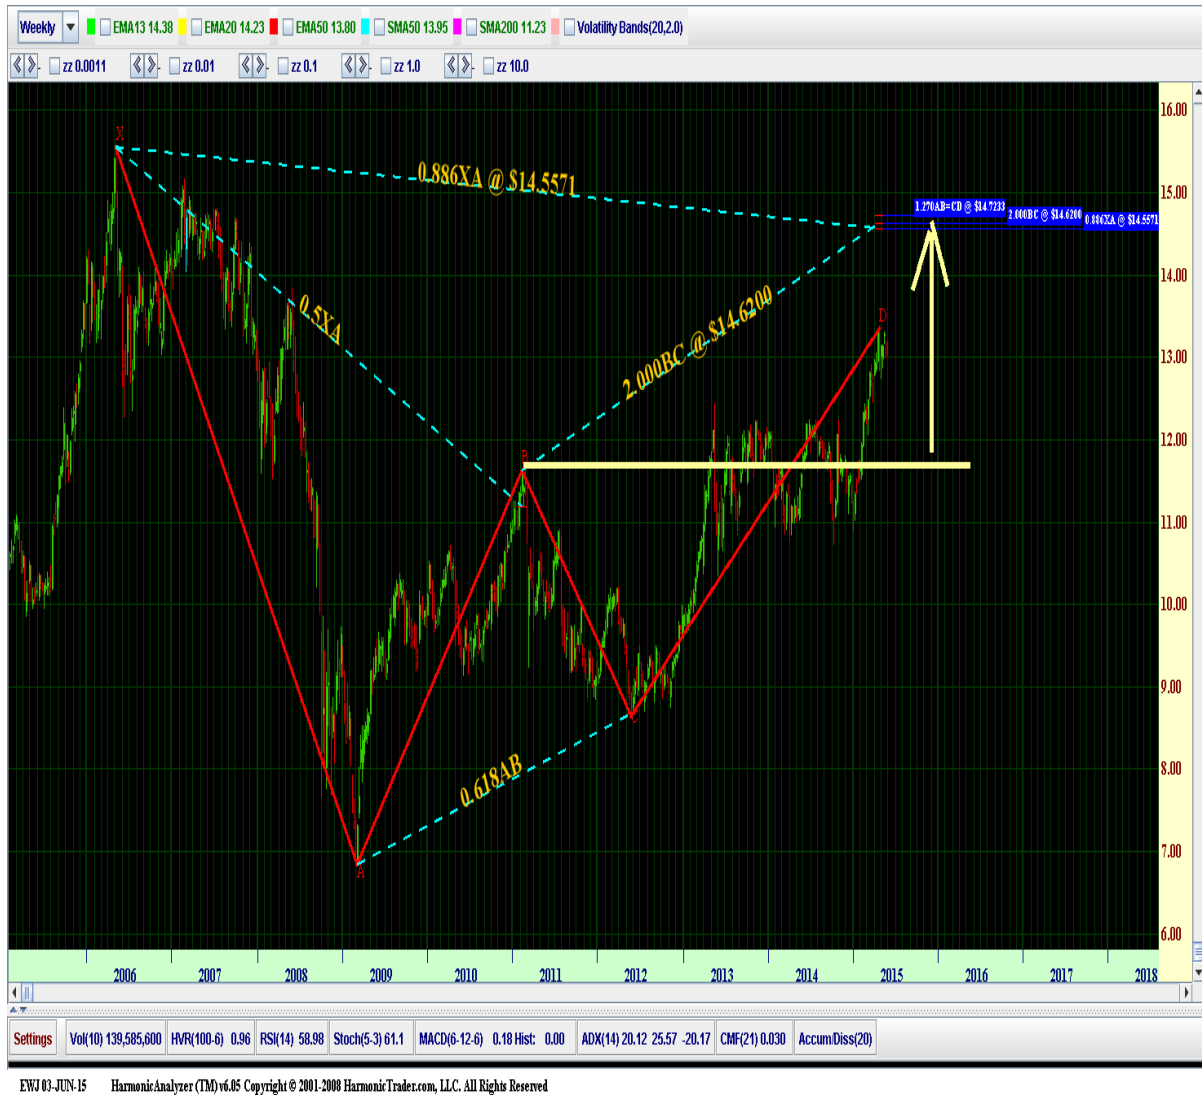 Weekly EMA13 14.38 EMA20 14.23 EMA50 13.80 SMA50 13.95 SMA200 11.23 Volatility Bands(20,2.0)
zz 0.0011 zz 0.01 zz 0.1 zz 1.0 zz 10.0
16.00
X
0.886XA @ $14.5571
15.00
1.270AB=CD @ $14.7233
2.000BC @ $14.6200
0.886XA @ $14.5571
14.00
0.5XA
2.000BC @ $14.6200
D
13.00
12.00
B
11.00
10.00
9.00
C
8.00
0.618AB
7.00
A
6.00
2006 2007 2008 2009 2010 2011 2012 2013 2014 2015 2016 2017 2018
Settings Vol(10) 139,585,600 HVR(100-6) 0.96 RSI(14) 58.98 Stoch(5-3) 61.1 MACD(6-12-6) 0.18 Hist: 0.00 ADX(14) 20.12 25.57 -20.17 CMF(21) 0.030 Accum/Diss(20)
EWJ 03-JUN-15 HarmonicAnalyzer (TM) v6.05 Copyright © 2001-2008 HarmonicTrader.com, LLC. All Rights Reserved